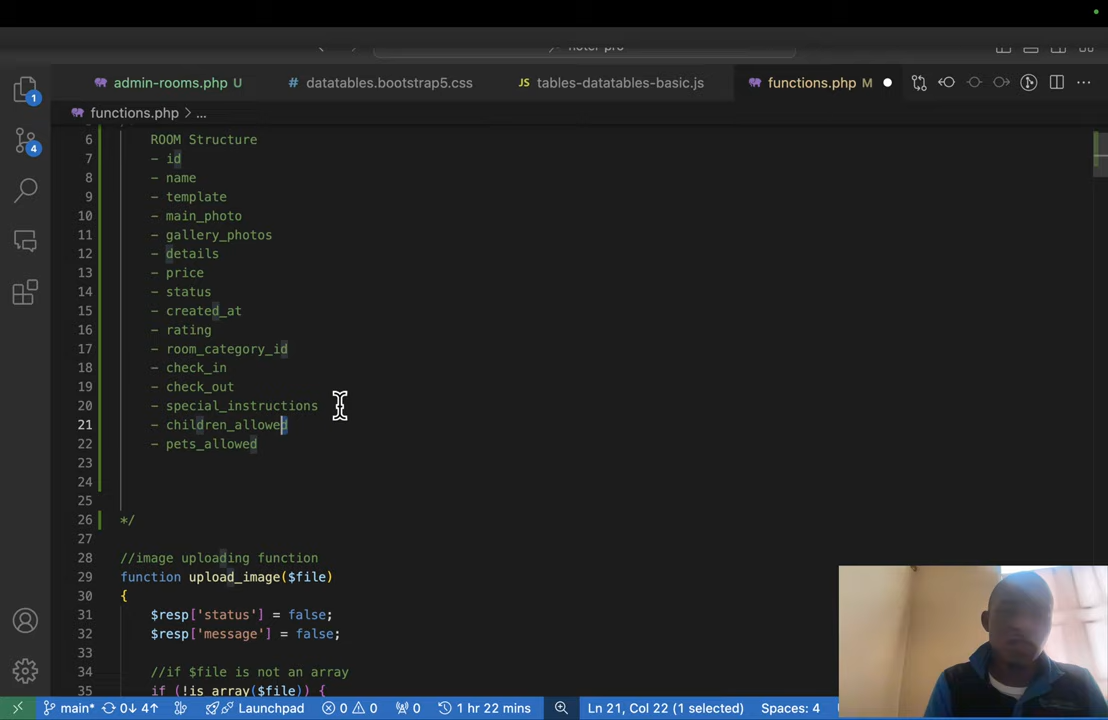 admin-rooms.php U
datatables.bootstrap5.css
JS tables-datatables-basic.js
functions.php M
functions.php > ...
6 ROOM Structure
7 - id
8 - name
9 - template
10 - main_photo
11 - gallery_photos
12 - details
13 - price
14 - status
15 - created_at
16 - rating
17 - room_category_id
18 - check_in
19 - check_out
20 - special_instructions
21 - children_allowed
22 - pets_allowed
23
24
25
26 */
27
28 //image uploading function
29 function upload_image($file)
30 {
31 $resp['status'] = false;
32 $resp['message'] = false;
33
34 //if $file is not an array
35 if (!is_array($file)) {
1
4
main* 0↓ 4↑ Launchpad 0 0 0 1 hr 22 mins Ln 21, Col 22 (1 selected) Spaces: 4